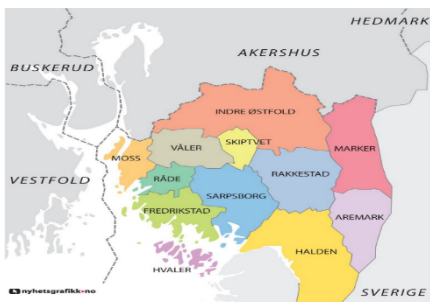 HEDMARK
AKERSHUS
BUSKERUD
INDRE ØSTFOLD
VÅLER
SKIPTVET
MARKER
MOSS
RAKKESTAD
VESTFOLD
RÅDE
SARPSBORG
FREDRIKSTAD
AREMARK
HALDEN
HVALER
SVERIGE
nyhetsgrafikk•no